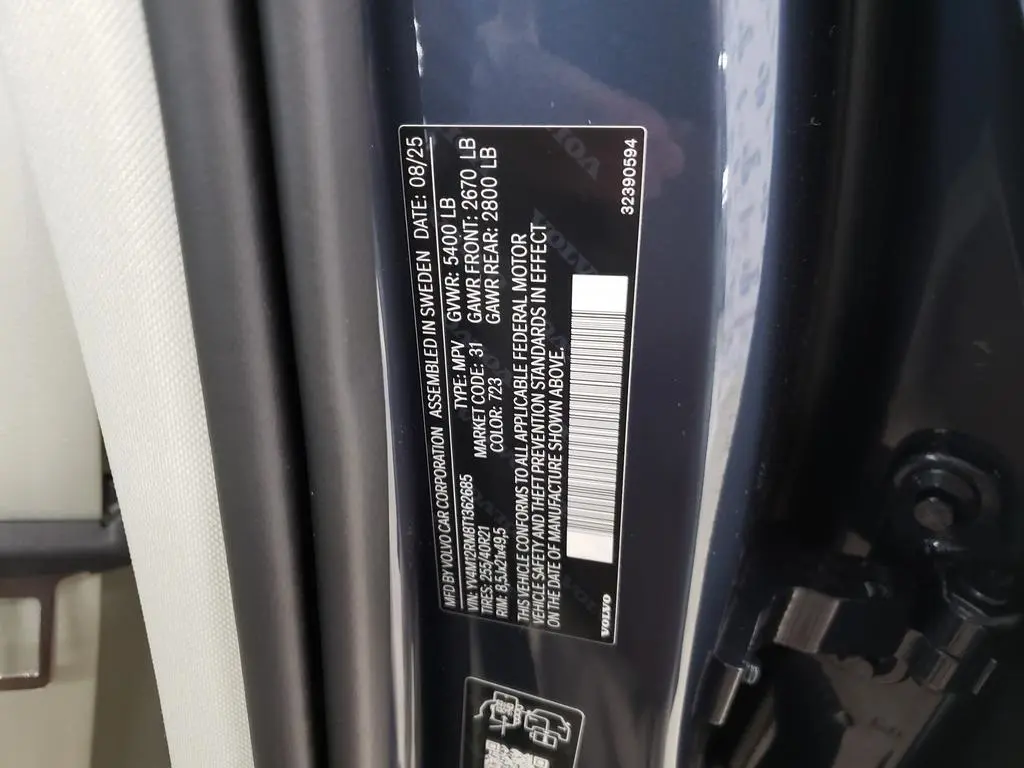 MFD BY VOLVO CAR CORPORATION ASSEMBLED IN SWEDEN DATE: 08/25
VIN: YV4M12RM8T1362685 TYPE: MPV GVWR: 5400 LB
TIRES: 255/40R21 MARKET CODE: 31 GAWR FRONT: 2670 LB
RIM: 8,5Jx21x49,5 COLOR: 723 GAWR REAR: 2800 LB
THIS VEHICLE CONFORMS TO ALL APPLICABLE FEDERAL MOTOR
VEHICLE SAFETY AND THEFT PREVENTION STANDARDS IN EFFECT
ON THE DATE OF MANUFACTURE SHOWN ABOVE.
VOLVO 32390594